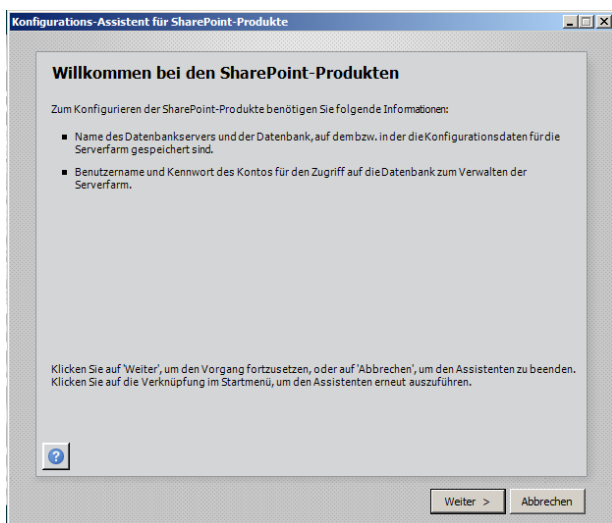 Konfigurations-Assistent für SharePoint-Produkte
Willkommen bei den SharePoint-Produkten
Zum Konfigurieren der SharePoint-Produkte benötigen Sie folgende Informationen:
Name des Datenbankservers und der Datenbank, auf dem bzw. in der die Konfigurationsdaten für die
Serverfarm gespeichert sind.
Benutzername und Kennwort des Kontos für den Zugriff auf die Datenbank zum Verwalten der
Serverfarm.
Klicken Sie auf 'Weiter', um den Vorgang fortzusetzen, oder auf 'Abbrechen', um den Assistenten zu beenden.
Klicken Sie auf die Verknüpfung im Startmenü, um den Assistenten erneut auszuführen.
?
Weiter >
Abbrechen